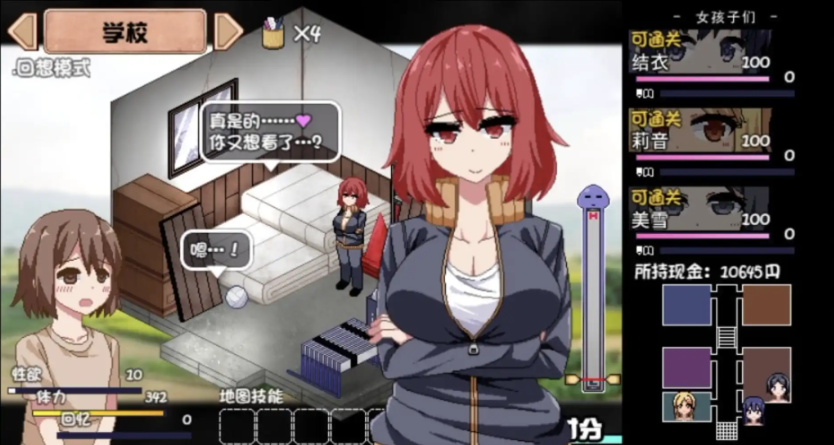 学校
×4
.回想模式
真是的……♥
你又想看了…?
嗯…!
性欲 10
体力 342
回忆 0
地图技能
1分
- 女孩子们 -
可通关
结衣 100
0
可通关
莉音 100
0
可通关
美雪 100
0
所持现金: 10645円